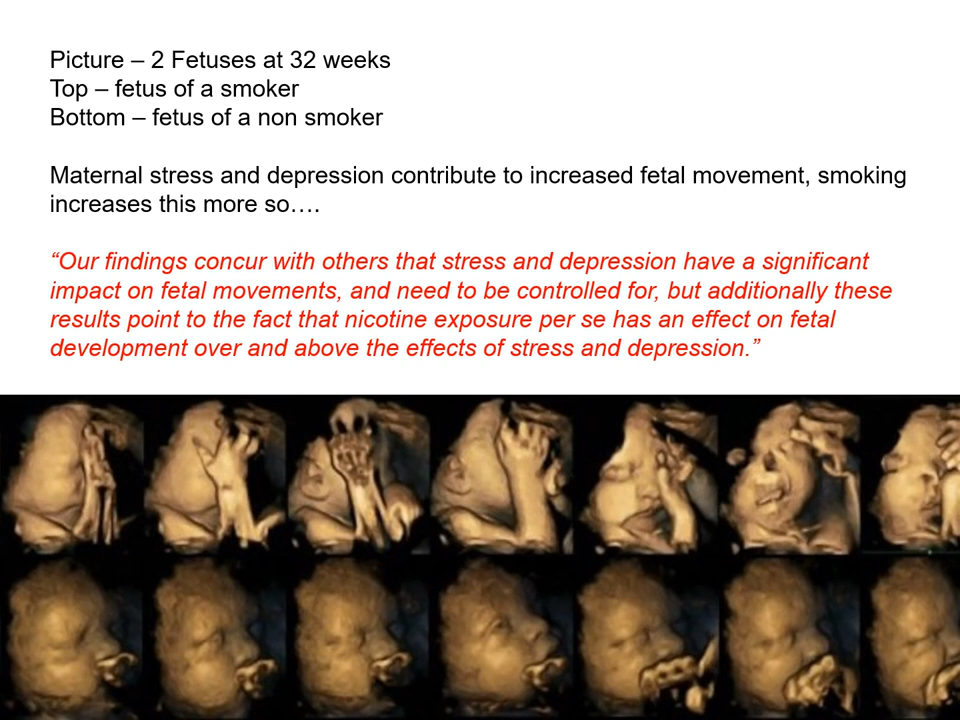 Picture – 2 Fetuses at 32 weeks
Top – fetus of a smoker
Bottom – fetus of a non smoker
Maternal stress and depression contribute to increased fetal movement, smoking
increases this more so….
“Our findings concur with others that stress and depression have a significant
impact on fetal movements, and need to be controlled for, but additionally these
results point to the fact that nicotine exposure per se has an effect on fetal
development over and above the effects of stress and depression.”